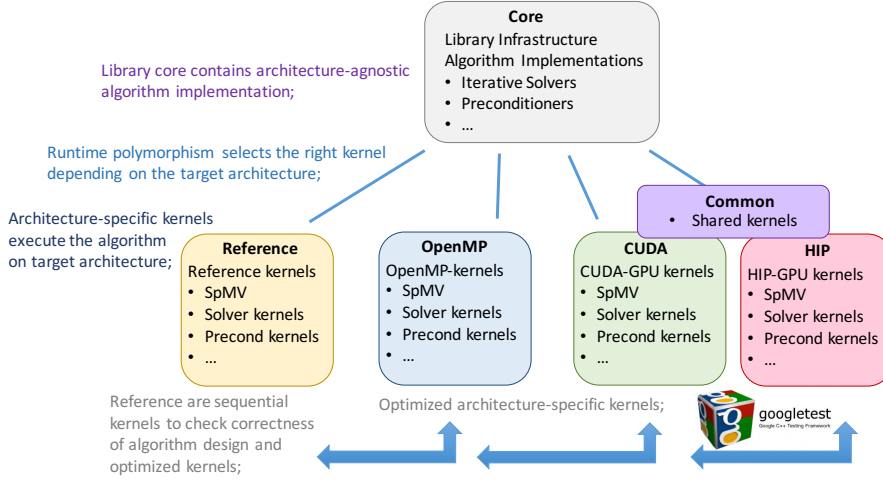 Core
Library Infrastructure
Algorithm Implementations
• Iterative Solvers
• Preconditioners
• ...
Library core contains architecture-agnostic
algorithm implementation;
Runtime polymorphism selects the right kernel
depending on the target architecture;
Architecture-specific kernels
execute the algorithm
on target architecture;
Common
• Shared kernels
Reference
Reference kernels
• SpMV
• Solver kernels
• Precond kernels
• ...
OpenMP
OpenMP-kernels
• SpMV
• Solver kernels
• Precond kernels
• ...
CUDA
CUDA-GPU kernels
• SpMV
• Solver kernels
• Precond kernels
• ...
HIP
HIP-GPU kernels
• SpMV
• Solver kernels
• Precond kernels
• ...
Reference are sequential
kernels to check correctness
of algorithm design and
optimized kernels;
Optimized architecture-specific kernels;
googletest
Google C++ Testing Framework